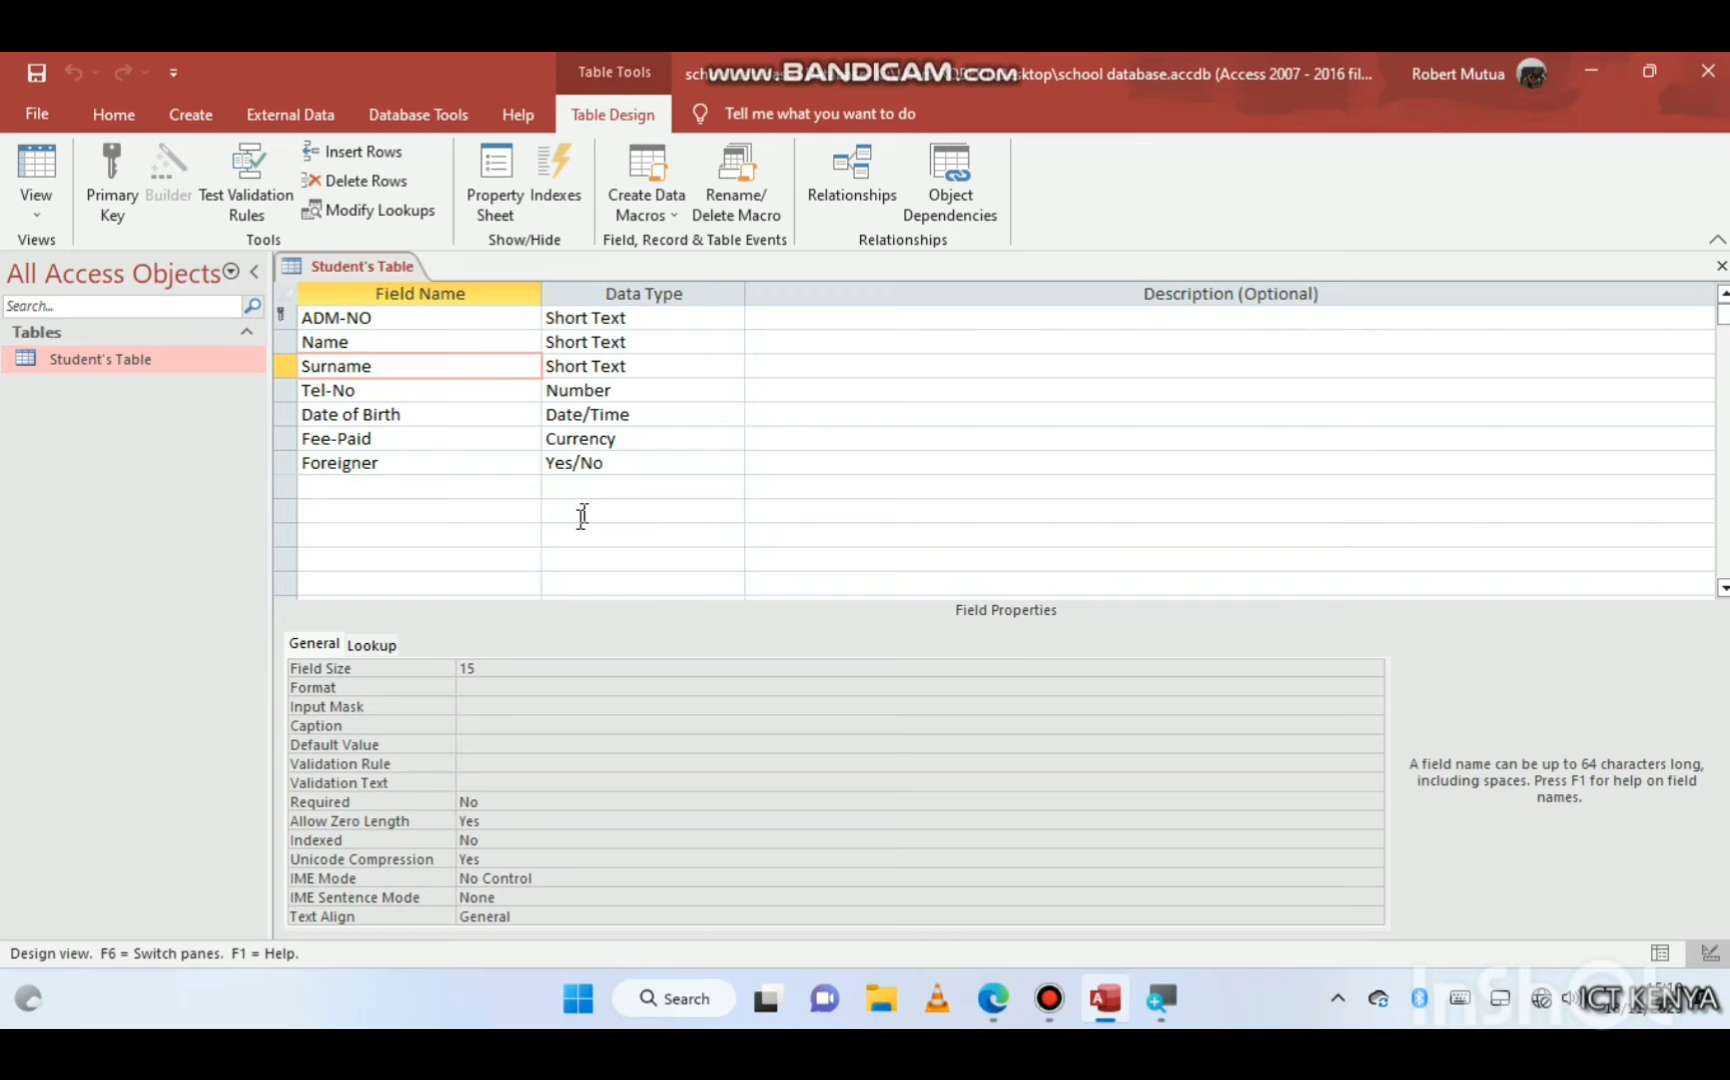 Table Tools
sch
www.BANDICAM.com
sktop\school database.accdb (Access 2007 - 2016 fil...
Robert Mutua
File
Home
Create
External Data
Database Tools
Help
Table Design
Tell me what you want to do
View
Primary
Key
Builder
Test Validation
Rules
Insert Rows
Delete Rows
Modify Lookups
Property
Sheet
Indexes
Create Data
Macros
Rename/
Delete Macro
Relationships
Object
Dependencies
Views
Tools
Show/Hide
Field, Record & Table Events
Relationships
All Access Objects
Search...
Tables
Student's Table
Student's Table
Field Name Data Type Description (Optional)
ADM-NO Short Text
Name Short Text
Surname Short Text
Tel-No Number
Date of Birth Date/Time
Fee-Paid Currency
Foreigner Yes/No
Field Properties
General Lookup
Field Size 15
Format
Input Mask
Caption
Default Value
Validation Rule
Validation Text
Required No
Allow Zero Length Yes
Indexed No
Unicode Compression Yes
IME Mode No Control
IME Sentence Mode None
Text Align General
A field name can be up to 64 characters long,
including spaces. Press F1 for help on field
names.
Design view. F6 = Switch panes. F1 = Help.
Search
InShot
ICT KENYA